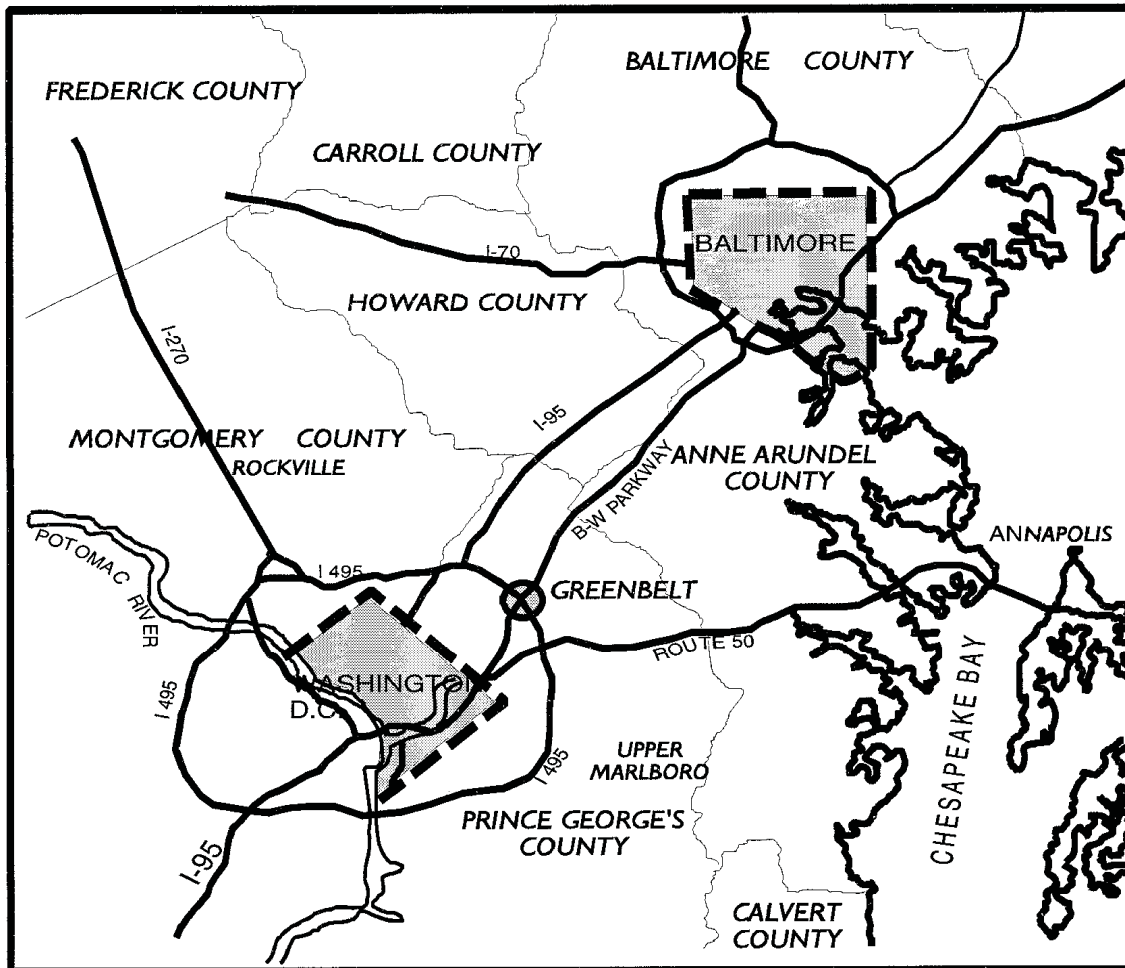 BALTIMORE COUNTY
FREDERICK COUNTY
CARROLL COUNTY
BALTIMORE
I-70
HOWARD COUNTY
I-270
I-95
MONTGOMERY COUNTY
ROCKVILLE
ANNE ARUNDEL
COUNTY
B-W PARKWAY
POTOMAC RIVER
ANNAPOLIS
I 495
GREENBELT
ROUTE 50
WASHINGTON
D.C.
I 495
CHESAPEAKE BAY
UPPER
MARLBORO
I 495
PRINCE GEORGE'S
COUNTY
I-95
CALVERT
COUNTY